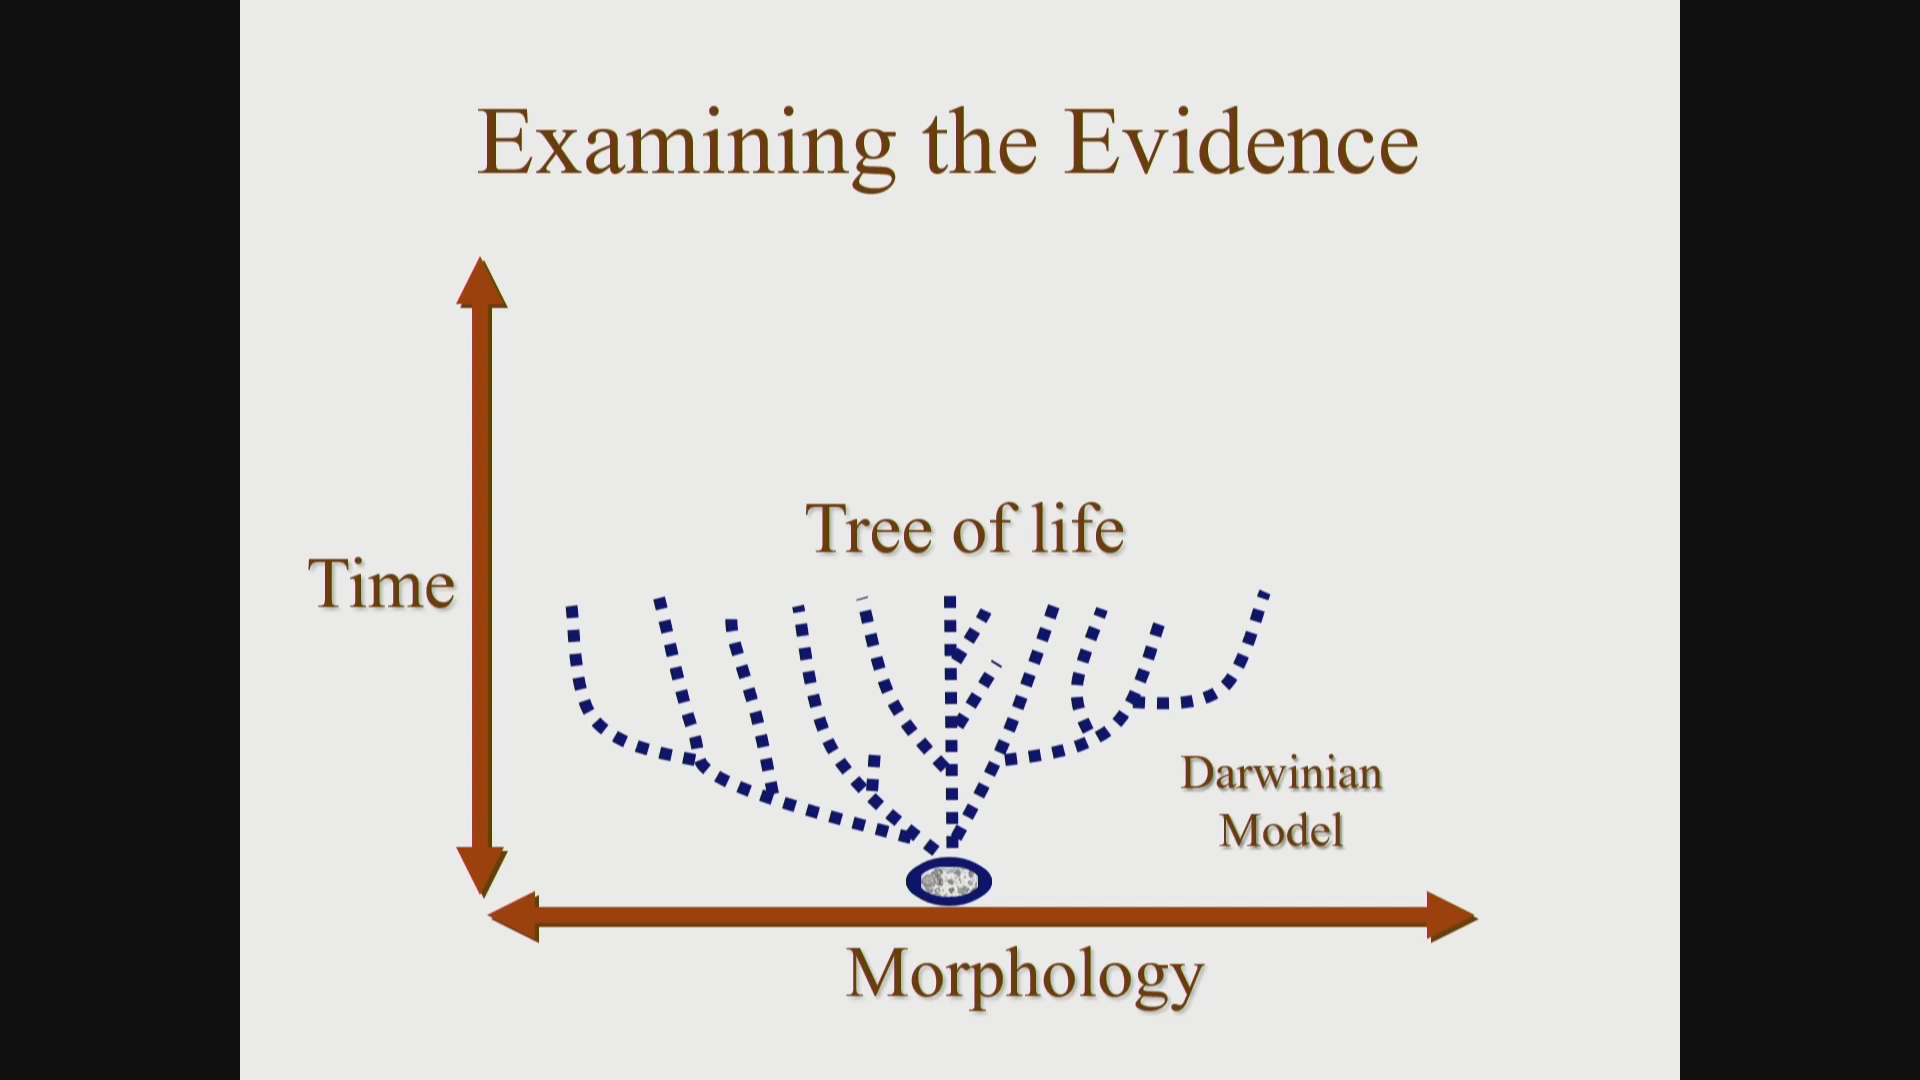 Examining the Evidence
Tree of life
Time
Darwinian
Model
Morphology